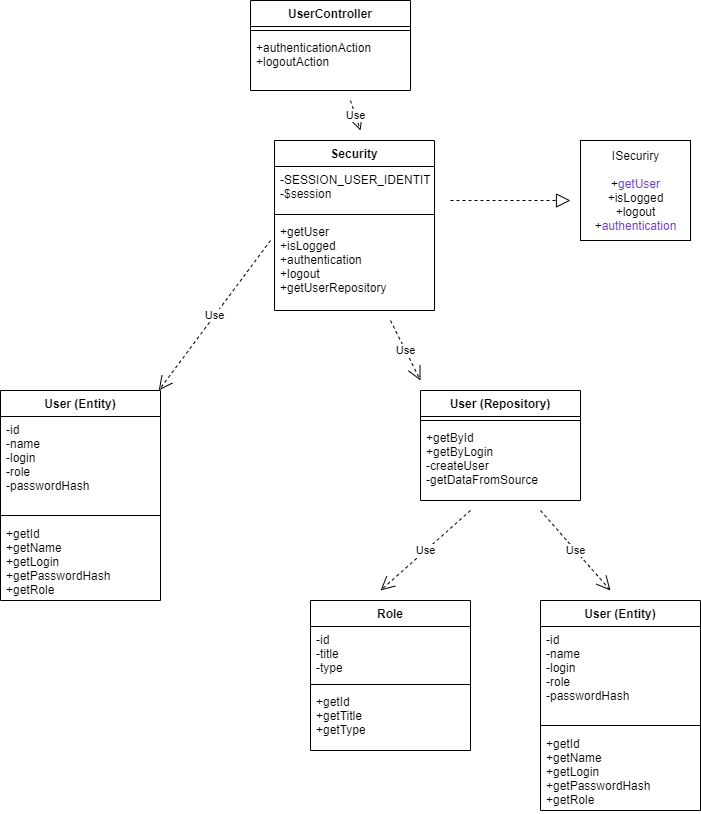 UserController
+authenticationAction
+logoutAction
Use
Security
-SESSION_USER_IDENTIT
-$session
+getUser
+isLogged
+authentication
+logout
+getUserRepository
ISecuriry
+getUser
+isLogged
+logout
+authentication
Use
Use
User (Entity)
-id
-name
-login
-role
-passwordHash
+getId
+getName
+getLogin
+getPasswordHash
+getRole
User (Repository)
+getById
+getByLogin
-createUser
-getDataFromSource
Use
Use
Role
-id
-title
-type
+getId
+getTitle
+getType
User (Entity)
-id
-name
-login
-role
-passwordHash
+getId
+getName
+getLogin
+getPasswordHash
+getRole